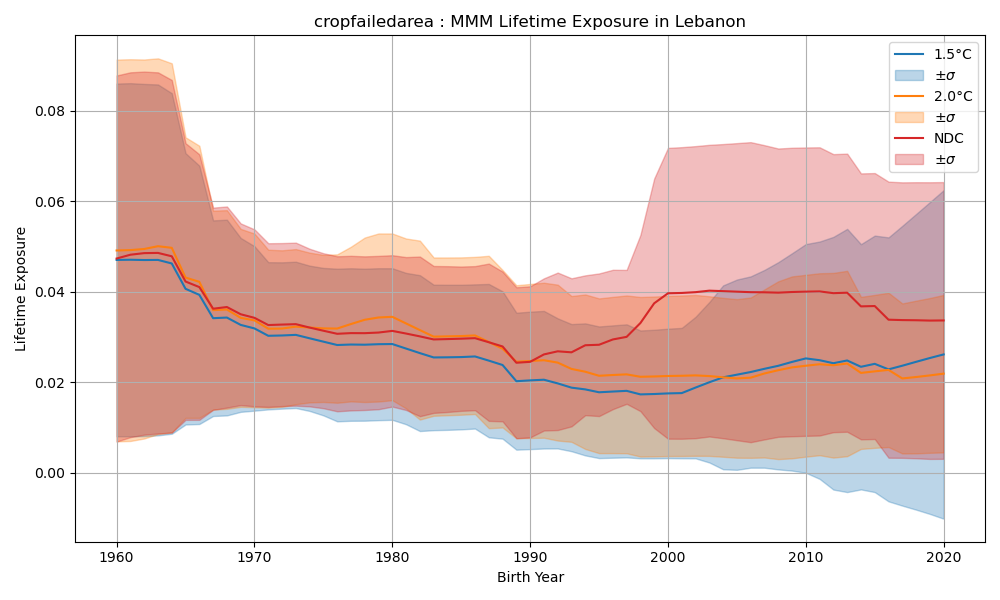 cropfailedarea : MMM Lifetime Exposure in Lebanon
1.5°C
±σ
2.0°C
±σ
NDC
±σ
Lifetime Exposure
0.08
0.06
0.04
0.02
0.00
1960 1970 1980 1990 2000 2010 2020
Birth Year